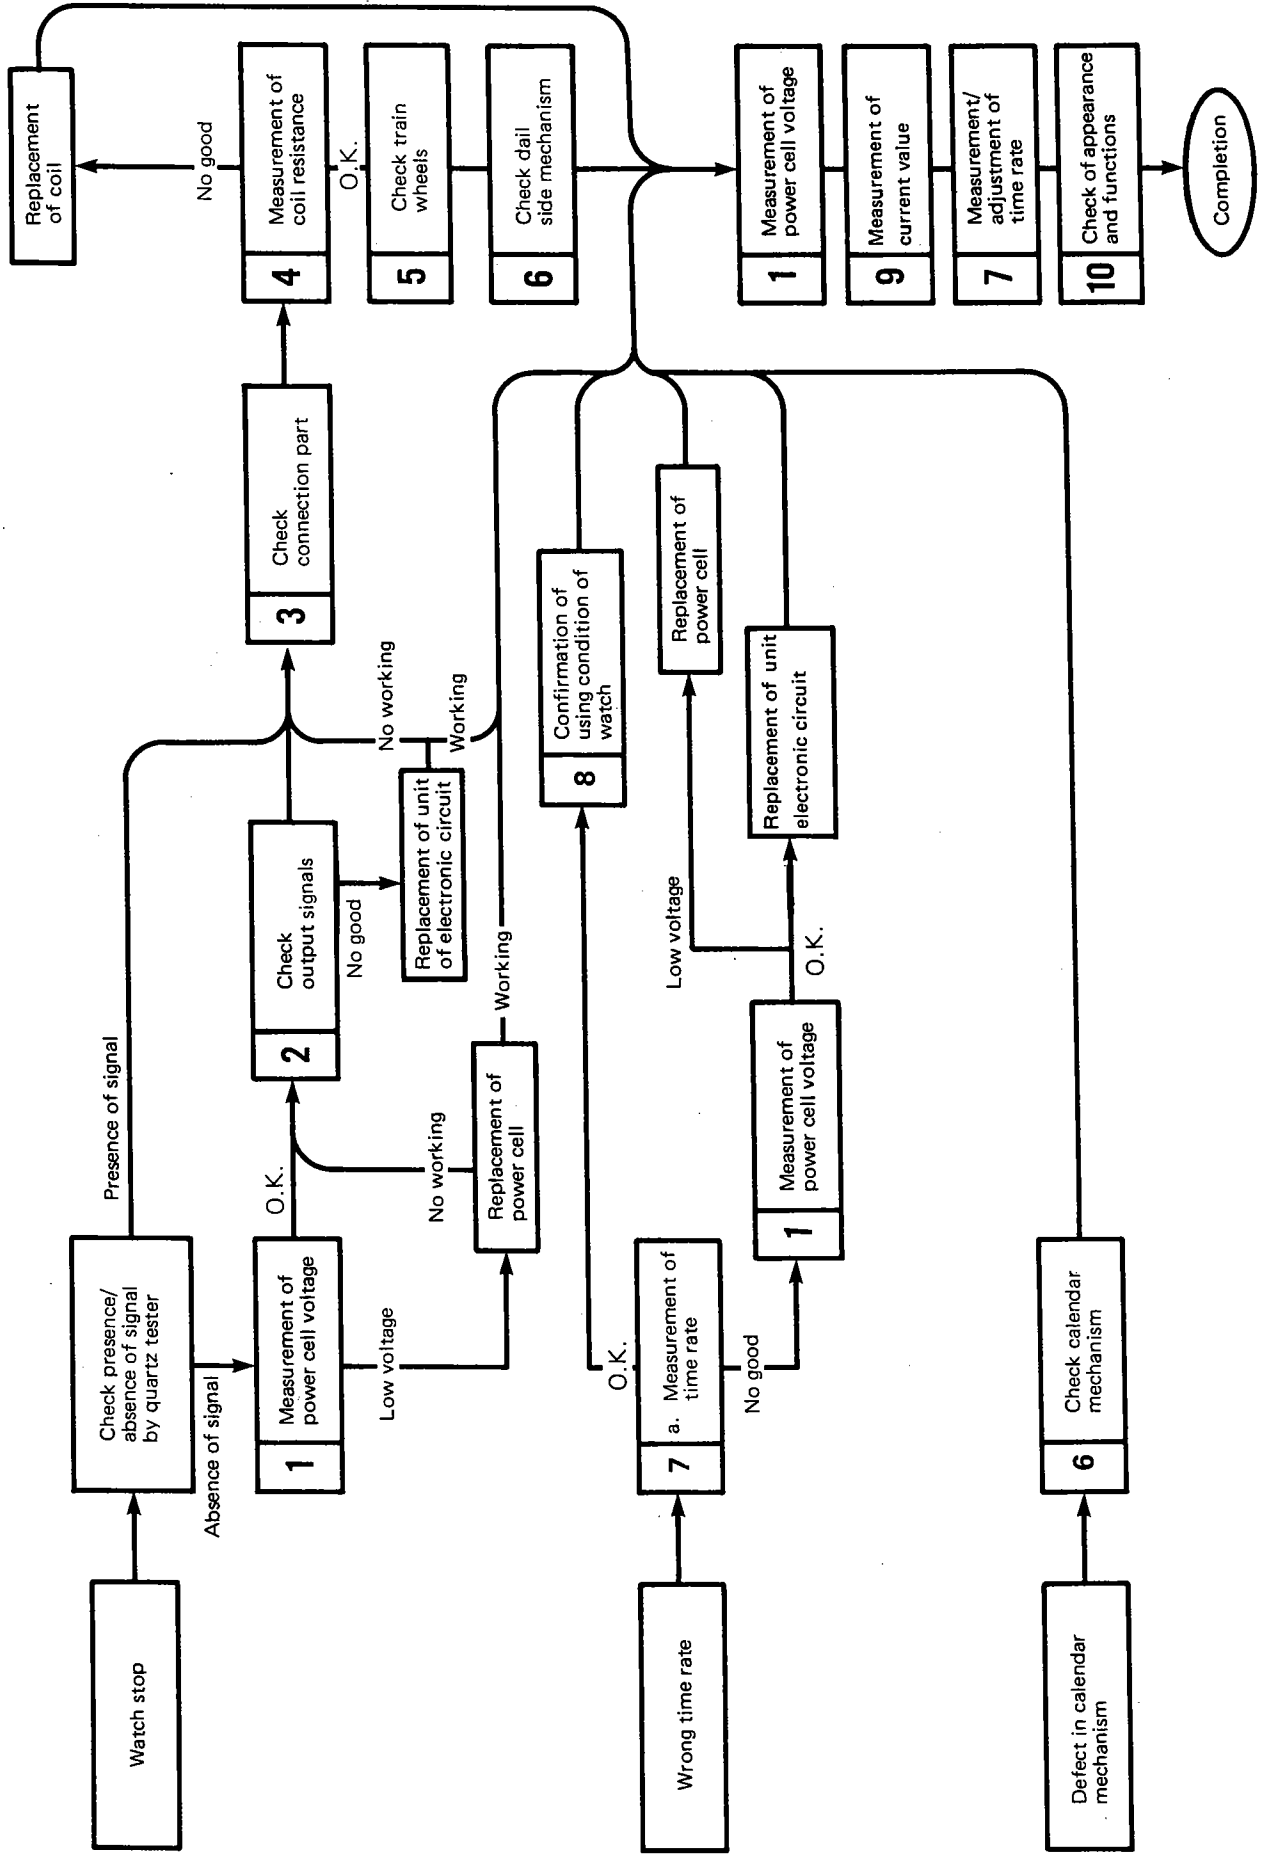 Watch stop
Check presence/
absence of signal
by quartz tester
Presence of signal
Absence of signal
1
Measurement of
power cell voltage
O.K.
Low voltage
Replacement of
power cell
No working
Working
2
Check
output signals
No good
Replacement of unit
of electronic circuit
No working
Working
3
Check
connection part
4
Measurement of
coil resistance
No good
Replacement
of coil
O.K.
5
Check train
wheels
6
Check dail
side mechanism
Wrong time rate
7
a. Measurement of
time rate
O.K.
No good
8
Confirmation of
using condition of
watch
1
Measurement of
power cell voltage
Low voltage
O.K.
Replacement of
power cell
Replacement of unit
electronic circuit
Defect in calendar
mechanism
6
Check calendar
mechanism
1
Measurement of
power cell voltage
9
Measurement of
current value
7
Measurement/
adjustment of
time rate
10
Check of appearance
and functions
Completion